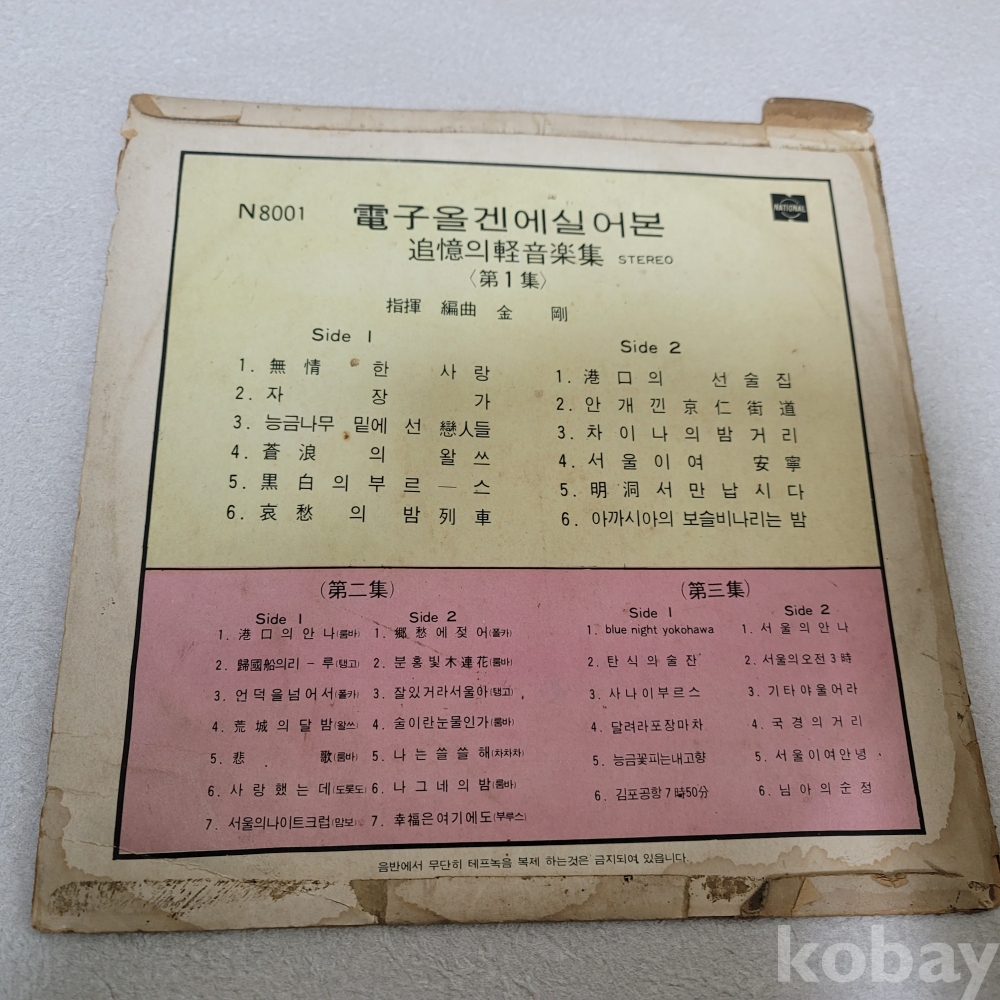 N8001 電子올겐에실어본
NATIONAL
追憶의軽音楽集 STEREO
〈第1集〉
指揮 編曲 金 剛
Side 1
1. 無情한 사랑
2. 자장가
3. 능금나무 밑에 선 戀人들
4. 蒼浪의 왈쓰
5. 黒白의부르—스
6. 哀愁의 밤列車
Side 2
1. 港口의 선술집
2. 안개낀京仁街道
3. 차이나의밤거리
4. 서울이여 安寧
5. 明洞서만납시다
6. 아까시아의 보슬비나리는 밤
(第二集)
Side 1
1. 港口의안나(룸바)
2. 歸國船의리-루(탱고)
3. 언덕을넘어서(폴카)
4. 荒城의달밤(왈쓰)
5. 悲歌(룸바)
6. 사랑했는데(도롯도)
7. 서울의나이트크럽(맘보)
Side 2
1. 郷愁에젖어(폴카)
2. 분홍빛木連花(룸바)
3. 잘있거라서울아(탱고)
4. 술이란눈물인가(룸바)
5. 나는쓸쓸해(차차차)
6. 나그네의밤(룸바)
7. 幸福은여기에도(부루스)
(第三集)
Side 1
1. blue night yokohawa
2. 탄식의술잔
3. 사나이부르스
4. 달려라포장마차
5. 능금꽃피는내고향
6. 김포공항7時50分
Side 2
1. 서울의안나
2. 서울의오전3時
3. 기타야울어라
4. 국경의거리
5. 서울이여안녕
6. 님아의순정
음반에서 무단히 테프녹음 복제 하는것은 금지되여 있읍니다.
kobay